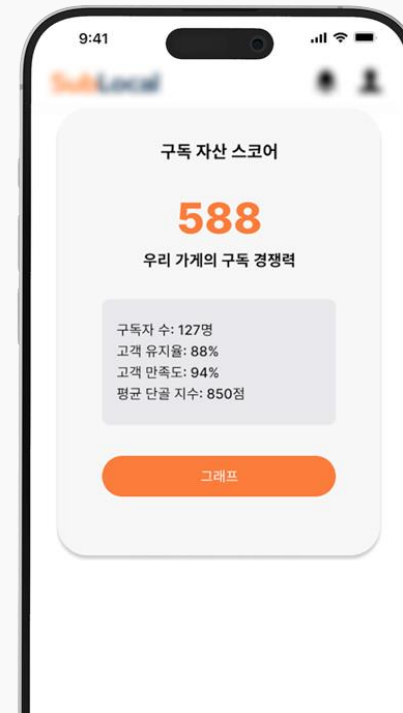 9:41
구독 자산 스코어
588
우리 가게의 구독 경쟁력
구독자 수: 127명
고객 유지율: 88%
고객 만족도: 94%
평균 단골 지수: 850점
그래프